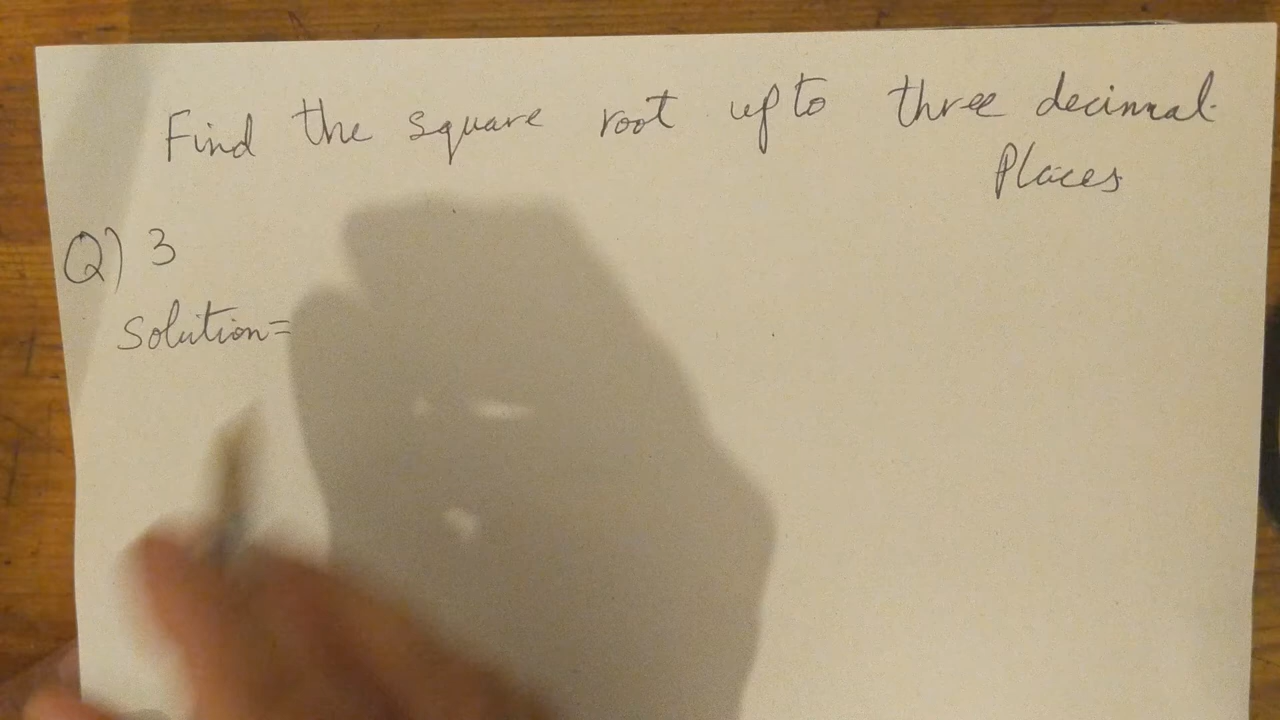 Find the square root upto three decimal
Places
Q) 3
Solution=